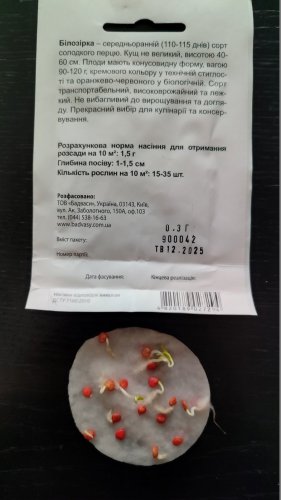 Білозірка – середньоранній (110-115 днів) сорт
солодкого перцю. Кущ не великий, висотою 40-
60 см. Плоди мають конусовидну форму, вагою
90-120 г, кремового кольору у технічній стиглос-
ті та оранжево-червоного у біологічній. Сорт
транспортабельний, високоврожайний та леж-
кий. Не вибагливий до вирощування та догля-
ду. Прекрасний вибір для кулінарії та консер-
вування.
Розрахункова норма насіння для отримання
розсади на 10 м²: 1,5 г
Глибина посіву: 1-1,5 см
Кількість рослин на 10 м²: 15-35 шт.
Расфасовано:
ТОВ «Бадваси», Україна, 03143, Київ,
вул. Ак. Заболотного, 150А, оф.103
тел. (044) 538-16-63
www.badvasy.com.ua
0.3 Г
Вміст пакету:
900042
Номер партії:
ТВ12.2025
Дата фасування:
Кінцева реалізація: